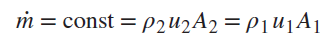 ṁ = const = ρ₂u₂A₂ = ρ₁u₁A₁